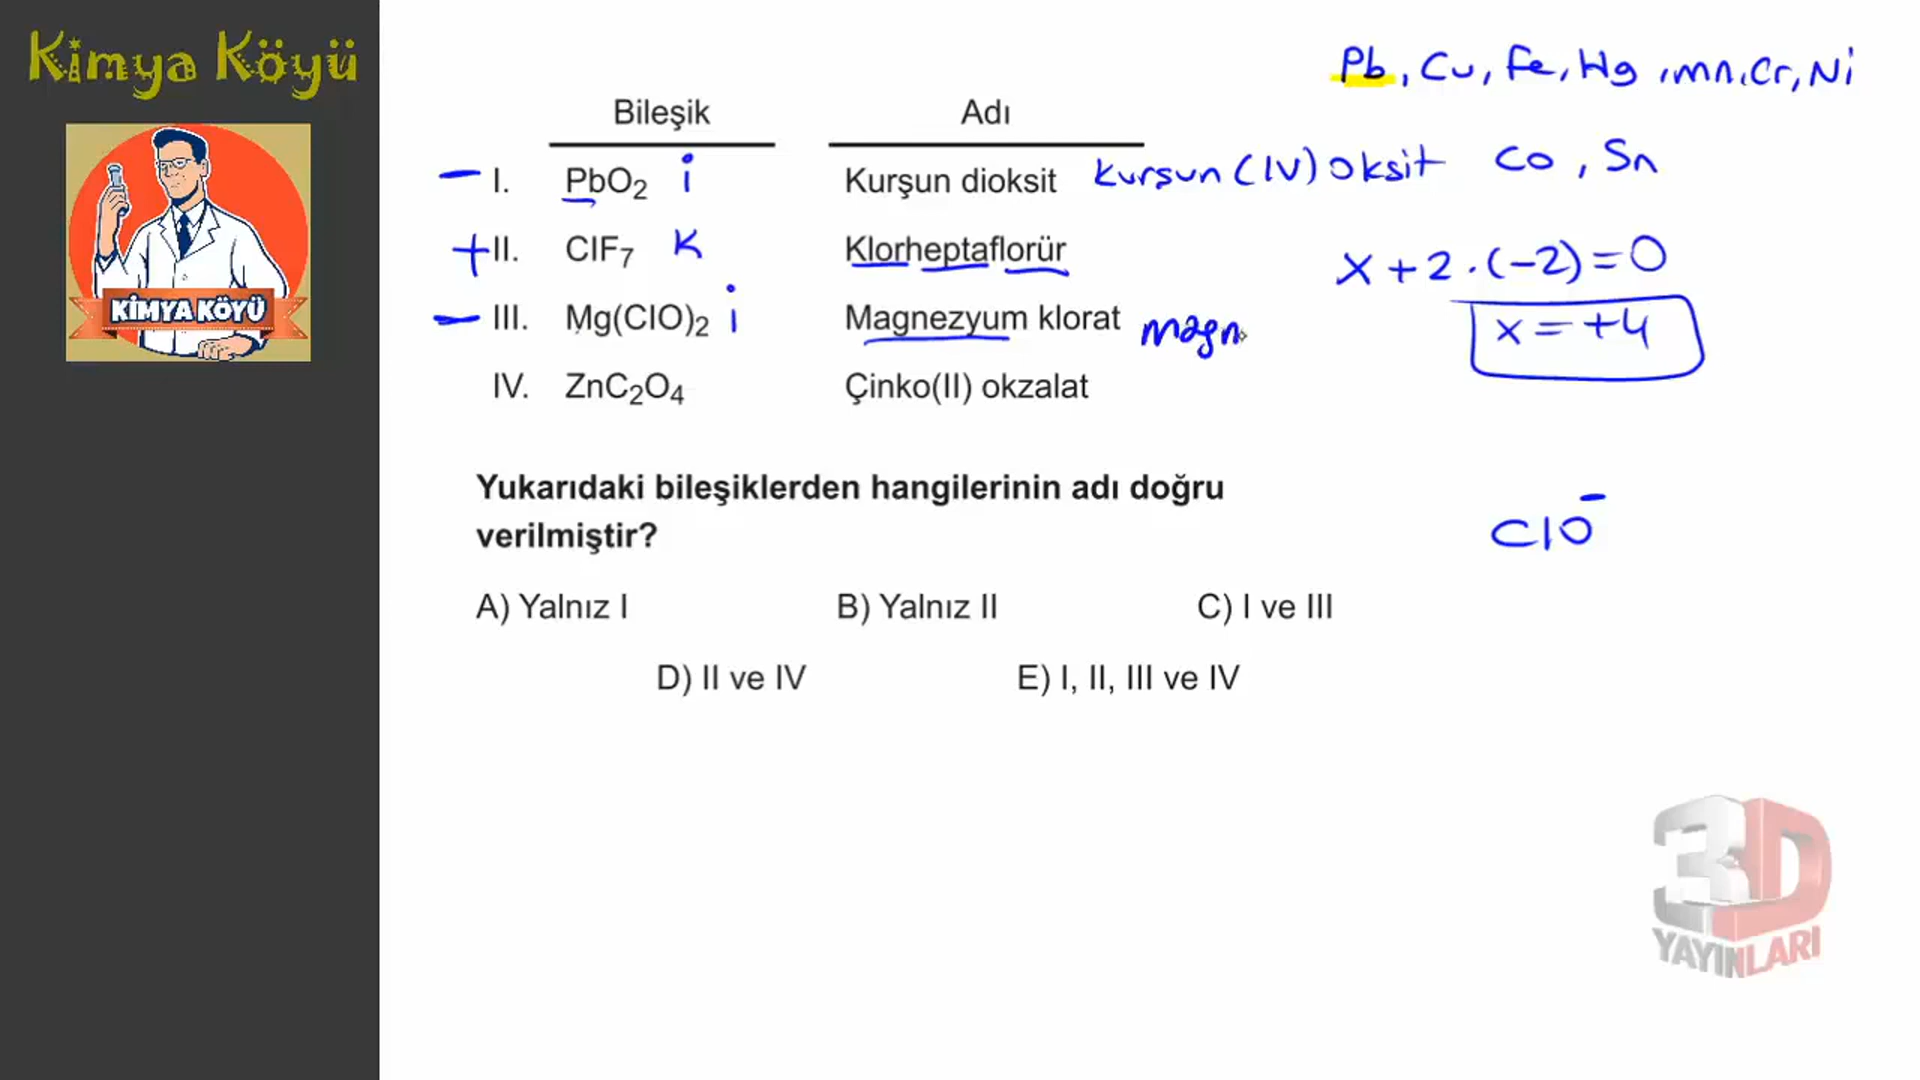 Kimya Köyü
KİMYA KÖYÜ
Pb, Cu, Fe, Hg, mn, Cr, Ni
Co, Sn
Bileşik Adı
I. PbO₂ i Kurşun dioksit Kurşun (IV) oksit
+ II. ClF₇ K Klorheptaflorür
III. Mg(ClO)₂ i Magnezyum klorat magn
IV. ZnC₂O₄ Çinko(II) okzalat
x + 2 . (-2) = 0
x = +4
Yukarıdaki bileşiklerden hangilerinin adı doğru
verilmiştir?
ClO⁻
A) Yalnız I B) Yalnız II C) I ve III
D) II ve IV E) I, II, III ve IV
3D
YAYINLARI